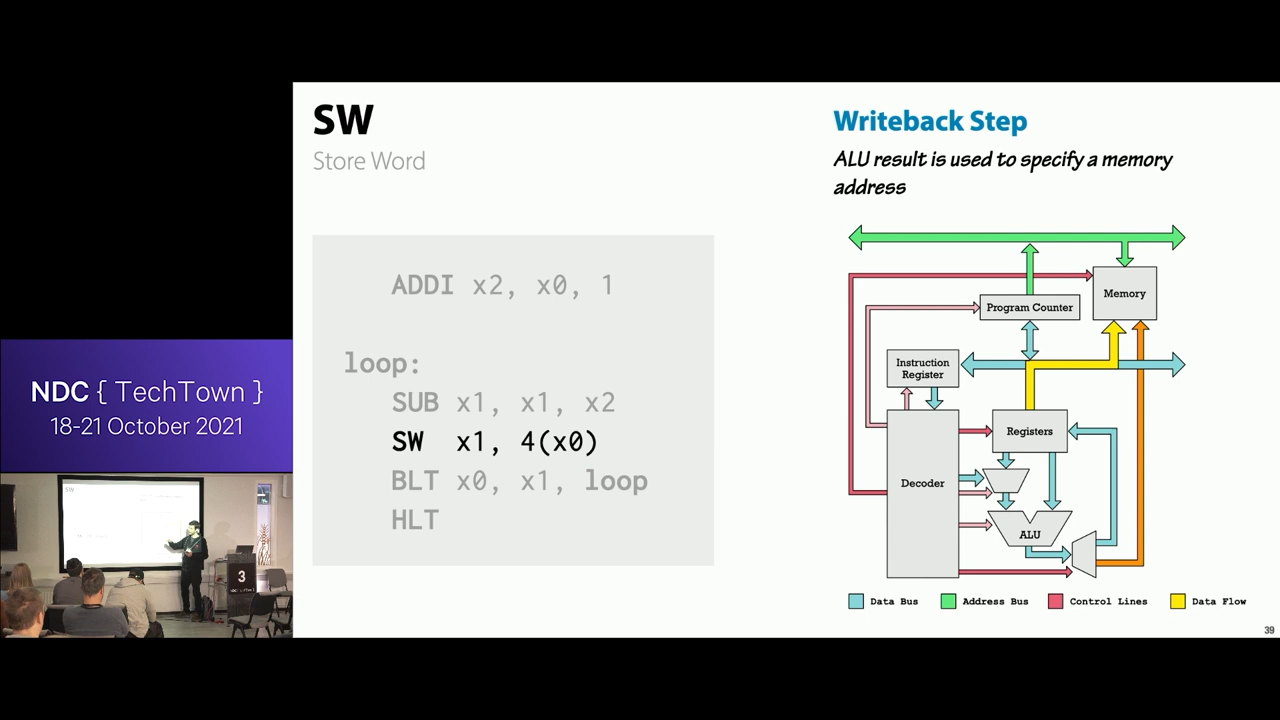 SW
Store Word
ADDI x2, x0, 1
loop:
SUB x1, x1, x2
SW x1, 4(x0)
BLT x0, x1, loop
HLT
Writeback Step
ALU result is used to specify a memory
address
Memory
Program Counter
Instruction
Register
Registers
Decoder
ALU
Data Bus
Address Bus
Control Lines
Data Flow
39
NDC { TechTown }
18-21 October 2021
SW
3